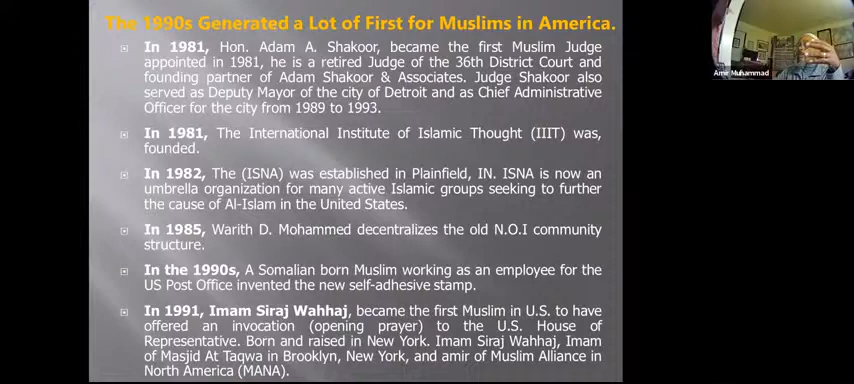 The 1990s Generated a Lot of First for Muslims in America.
In 1981, Hon. Adam A. Shakoor, became the first Muslim Judge
appointed in 1981, he is a retired Judge of the 36th District Court and
founding partner of Adam Shakoor & Associates. Judge Shakoor also
served as Deputy Mayor of the city of Detroit and as Chief Administrative
Officer for the city from 1989 to 1993.
In 1981, The International Institute of Islamic Thought (IIIT) was,
founded.
In 1982, The (ISNA) was established in Plainfield, IN. ISNA is now an
umbrella organization for many active Islamic groups seeking to further
the cause of Al-Islam in the United States.
In 1985, Warith D. Mohammed decentralizes the old N.O.I community
structure.
In the 1990s, A Somalian born Muslim working as an employee for the
US Post Office invented the new self-adhesive stamp.
In 1991, Imam Siraj Wahhaj, became the first Muslim in U.S. to have
offered an invocation (opening prayer) to the U.S. House of
Representative. Born and raised in New York. Imam Siraj Wahhaj, Imam
of Masjid At Taqwa in Brooklyn, New York, and amir of Muslim Alliance in
North America (MANA).
Amir Muhammad